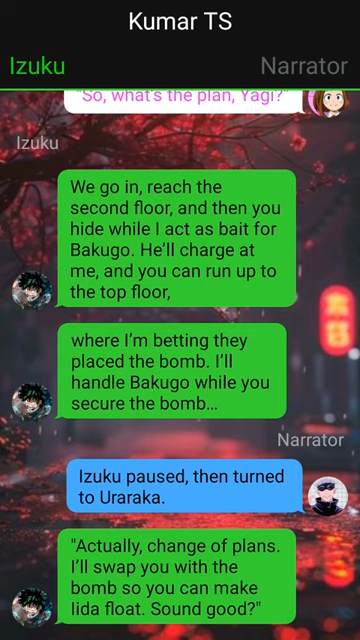 Kumar TS
Izuku
Narrator
"So, what's the plan, Yagi?"
Izuku
We go in, reach the
second floor, and then you
hide while I act as bait for
Bakugo. He'll charge at
me, and you can run up to
the top floor,
where I'm betting they
placed the bomb. I'll
handle Bakugo while you
secure the bomb…
Narrator
Izuku paused, then turned
to Uraraka.
"Actually, change of plans.
I'll swap you with the
bomb so you can make
Iida float. Sound good?"